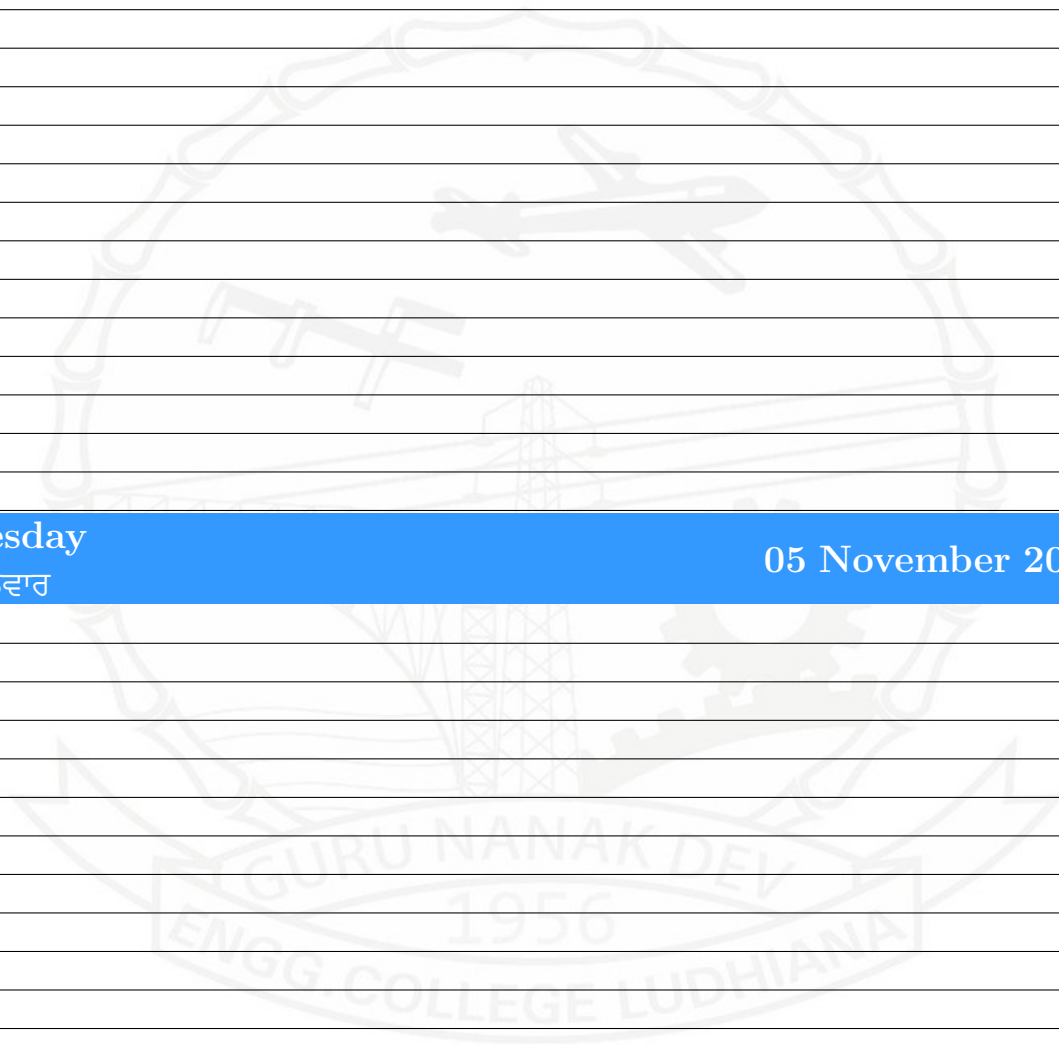 esday
05 November 20
ਵਾਰ
GURU NANAK DEV
1956
ENGG. COLLEGE LUDHIANA